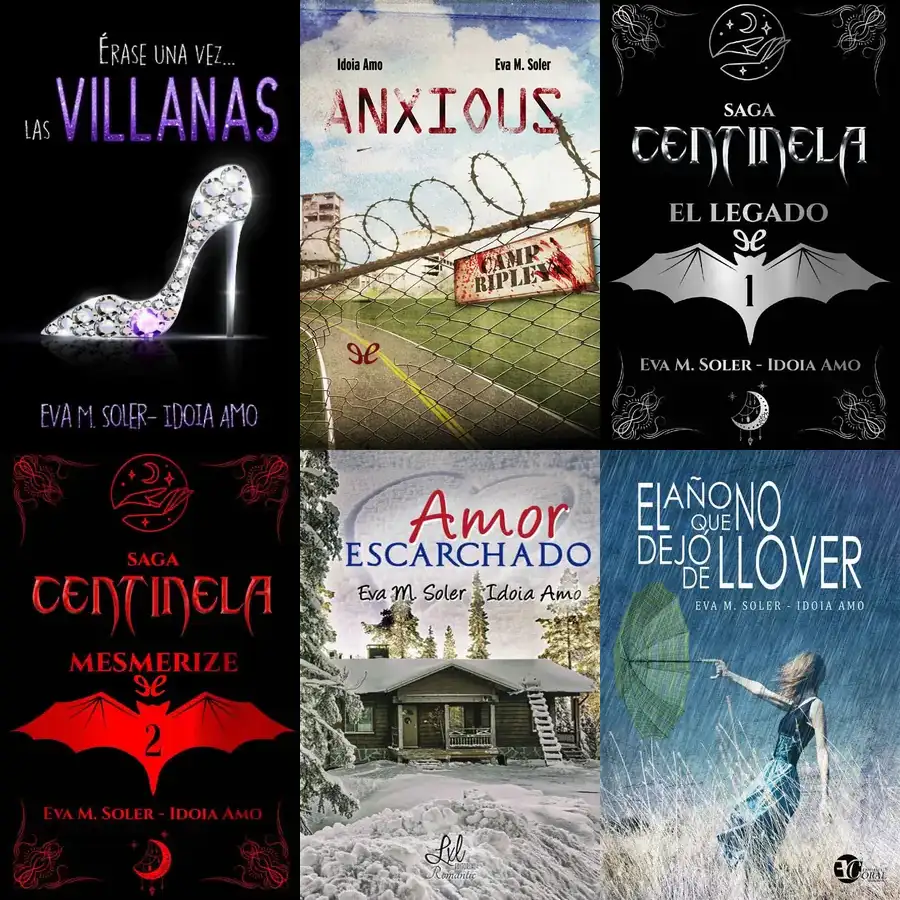 ÉRASE UNA VEZ...
LAS VILLANAS
EVA M. SOLER- IDOIA AMO
Idoia Amo
Eva M. Soler
ANXIOUS
CAMP
RIPLEY
SAGA
CENTINELA
EL LEGADO
1
EVA M. SOLER - IDOIA AMO
SAGA
CENTINELA
MESMERIZE
2
EVA M. SOLER - IDOIA AMO
Amor
ESCARCHADO
Eva M. Soler Idoia Amo
LxL
Romantic
EL AÑO QUE NO
DEJÓ DE LLOVER
EVA M. SOLER - IDOIA AMO